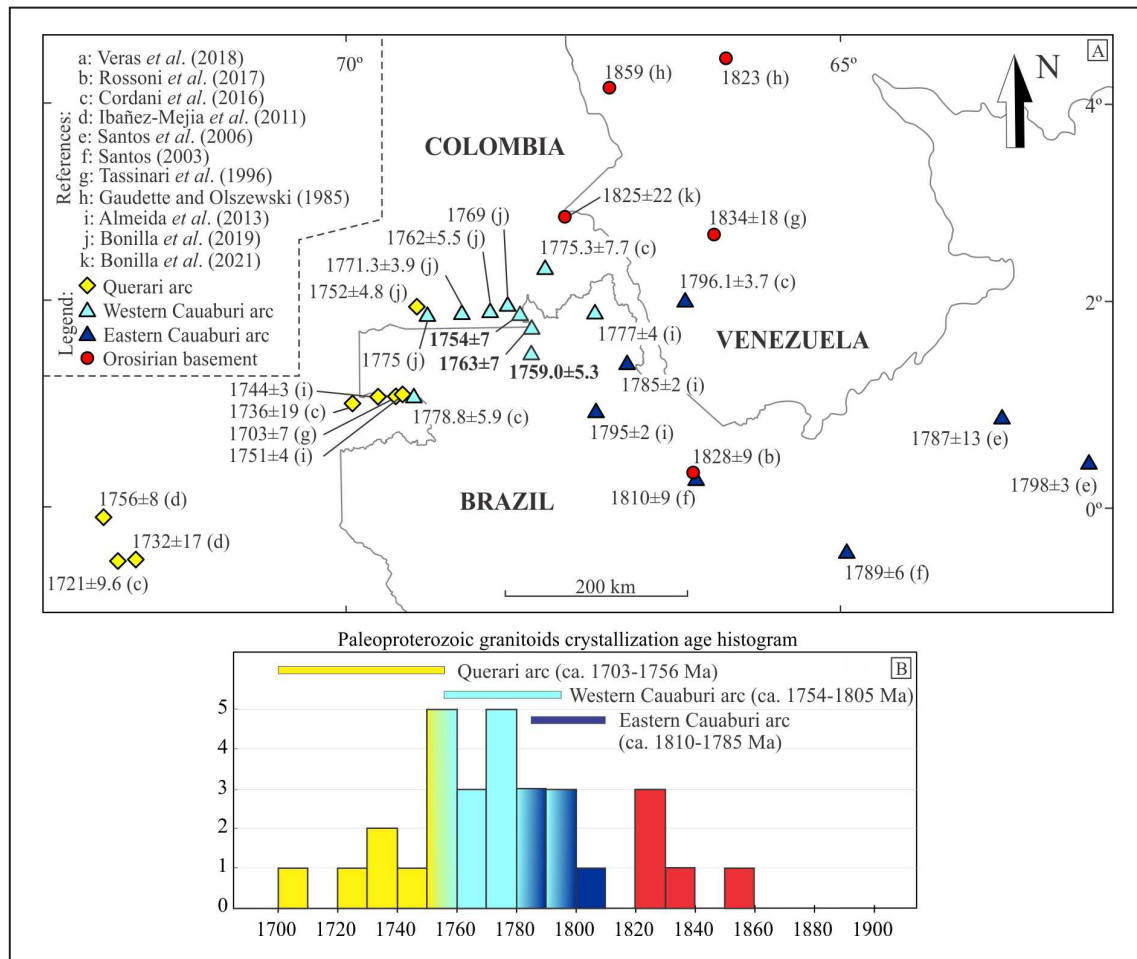 A
N
70º
65º
4º
2º
0º
References:
a: Veras et al. (2018)
b: Rossoni et al. (2017)
c: Cordani et al. (2016)
d: Ibañez-Mejia et al. (2011)
e: Santos et al. (2006)
f: Santos (2003)
g: Tassinari et al. (1996)
h: Gaudette and Olszewski (1985)
i: Almeida et al. (2013)
j: Bonilla et al. (2019)
k: Bonilla et al. (2021)
Legend:
Querari arc
Western Cauaburi arc
Eastern Cauaburi arc
Orosirian basement
COLOMBIA
VENEZUELA
BRAZIL
1859 (h)
1823 (h)
1825±22 (k)
1834±18 (g)
1769 (j)
1762±5.5 (j)
1775.3±7.7 (c)
1771.3±3.9 (j)
1752±4.8 (j)
1796.1±3.7 (c)
1775 (j)
1754±7
1763±7
1759.0±5.3
1777±4 (i)
1785±2 (i)
1744±3 (i)
1736±19 (c)
1703±7 (g)
1751±4 (i)
1778.8±5.9 (c)
1795±2 (i)
1787±13 (e)
1828±9 (b)
1798±3 (e)
1810±9 (f)
1756±8 (d)
1732±17 (d)
1721±9.6 (c)
1789±6 (f)
200 km
Paleoproterozoic granitoids crystallization age histogram
B
Querari arc (ca. 1703-1756 Ma)
Western Cauaburi arc (ca. 1754-1805 Ma)
Eastern Cauaburi arc
(ca. 1810-1785 Ma)
5
4
3
2
1
0
1700 1720 1740 1760 1780 1800 1820 1840 1860 1880 1900